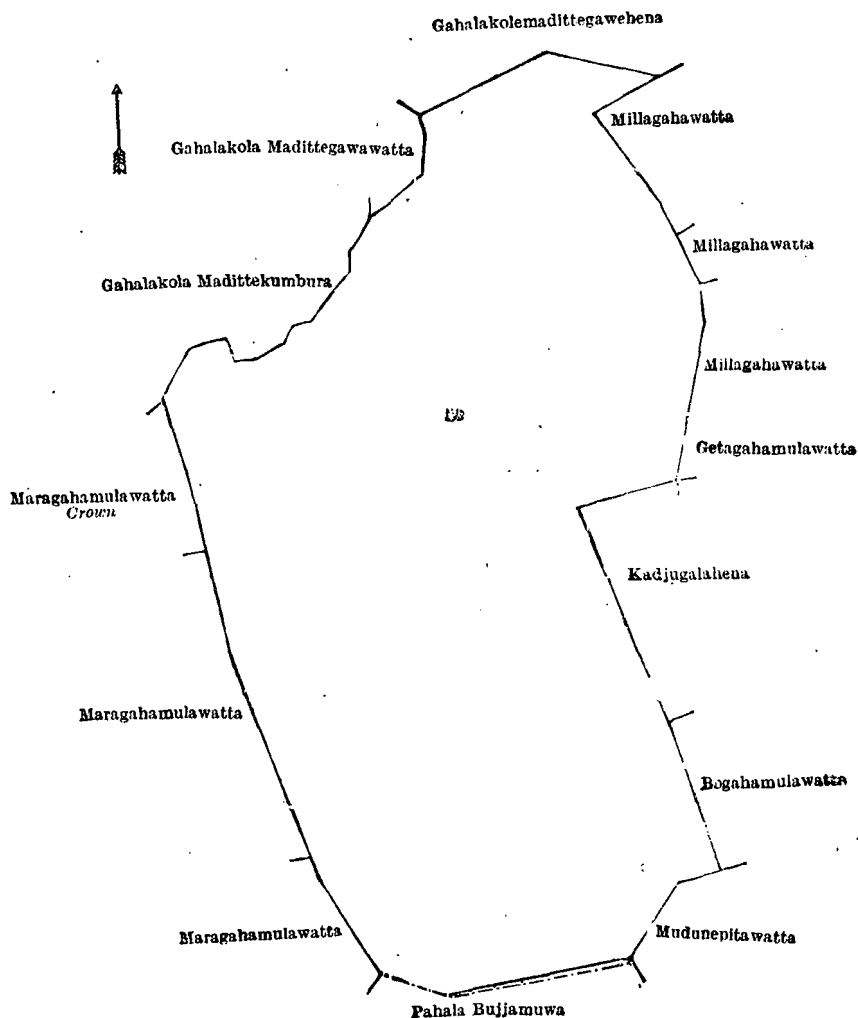 Gahalakolemadittegawehena
Millagahawatta
Gahalakola Madittegawawatta
Millagahawatta
Gahalakola Madittekumbura
Millagahawatta
Getagahamulawatta
Maragahamulawatta
Crown
Kadjugalahena
Maragahamulawatta
Bogahamulawatta
Maragahamulawatta
Mudunepitawatta
Pahala Bujjamuwa